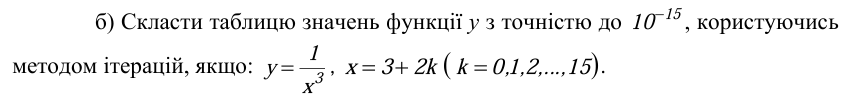 б) Скласти таблицю значень функції y з точністю до 10⁻¹⁵, користуючись
методом ітерацій, якщо: y = 1/x³, x = 3+ 2k ( k = 0,1,2,...,15).